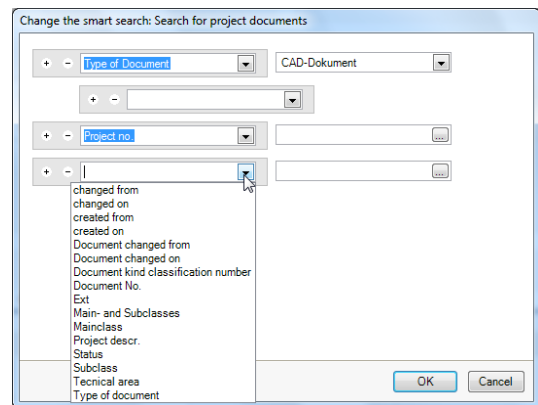 Change the smart search: Search for project documents
+ - Type of Document CAD-Dokument
+ -
+ - Project no. ...
+ - ...
changed from
changed on
created from
created on
Document changed from
Document changed on
Document kind classification number
Document No.
Ext
Main- and Subclasses
Mainclass
Project descr.
Status
Subclass
Tecnical area
Type of document
OK Cancel